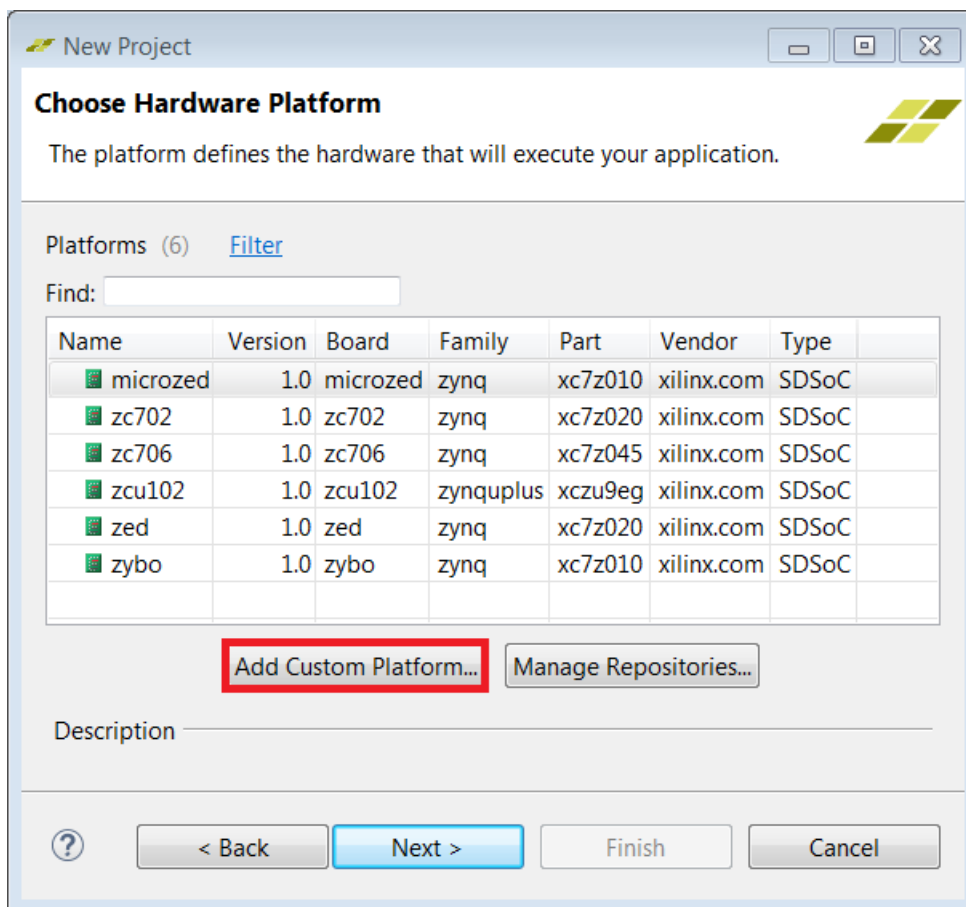 New Project
Choose Hardware Platform
The platform defines the hardware that will execute your application.
Platforms (6) Filter
Find:
Name Version Board Family Part Vendor Type
microzed 1.0 microzed zynq xc7z010 xilinx.com SDSoC
zc702 1.0 zc702 zynq xc7z020 xilinx.com SDSoC
zc706 1.0 zc706 zynq xc7z045 xilinx.com SDSoC
zcu102 1.0 zcu102 zynquplus xczu9eg xilinx.com SDSoC
zed 1.0 zed zynq xc7z020 xilinx.com SDSoC
zybo 1.0 zybo zynq xc7z010 xilinx.com SDSoC
Add Custom Platform... Manage Repositories...
Description
? < Back Next > Finish Cancel